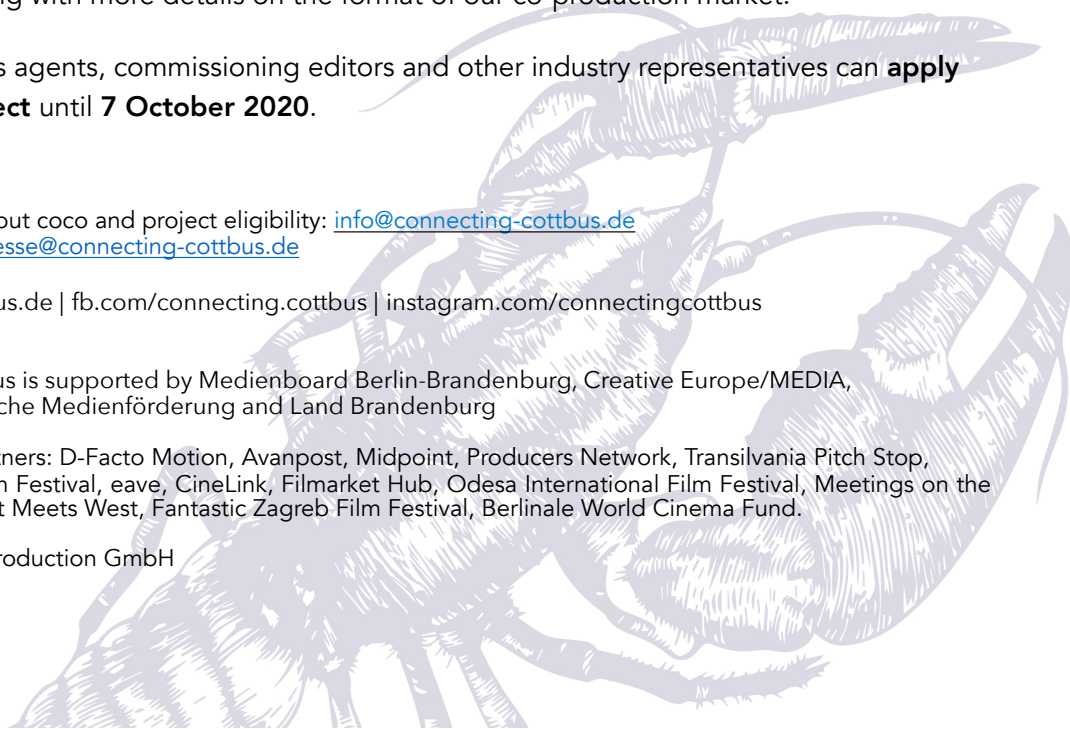 ng with more details on the format of our co-production market.
s agents, commissioning editors and other industry representatives can apply
ect until 7 October 2020.
out coco and project eligibility: info@connecting-cottbus.de
esse@connecting-cottbus.de
us.de | fb.com/connecting.cottbus | instagram.com/connectingcottbus
us is supported by Medienboard Berlin-Brandenburg, Creative Europe/MEDIA,
che Medienförderung and Land Brandenburg
tners: D-Facto Motion, Avanpost, Midpoint, Producers Network, Transilvania Pitch Stop,
m Festival, eave, CineLink, Filmarket Hub, Odesa International Film Festival, Meetings on the
t Meets West, Fantastic Zagreb Film Festival, Berlinale World Cinema Fund.
roduction GmbH